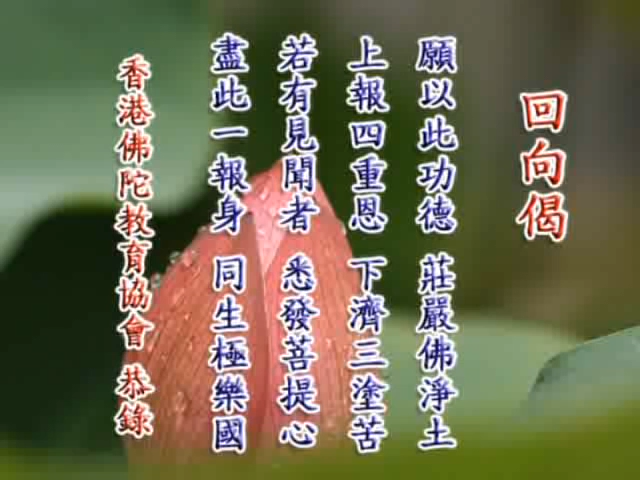 回向偈
願以此功德 莊嚴佛淨土
上報四重恩 下濟三塗苦
若有見聞者 悉發菩提心
盡此一報身 同生極樂國
香港佛陀教育協會 恭錄